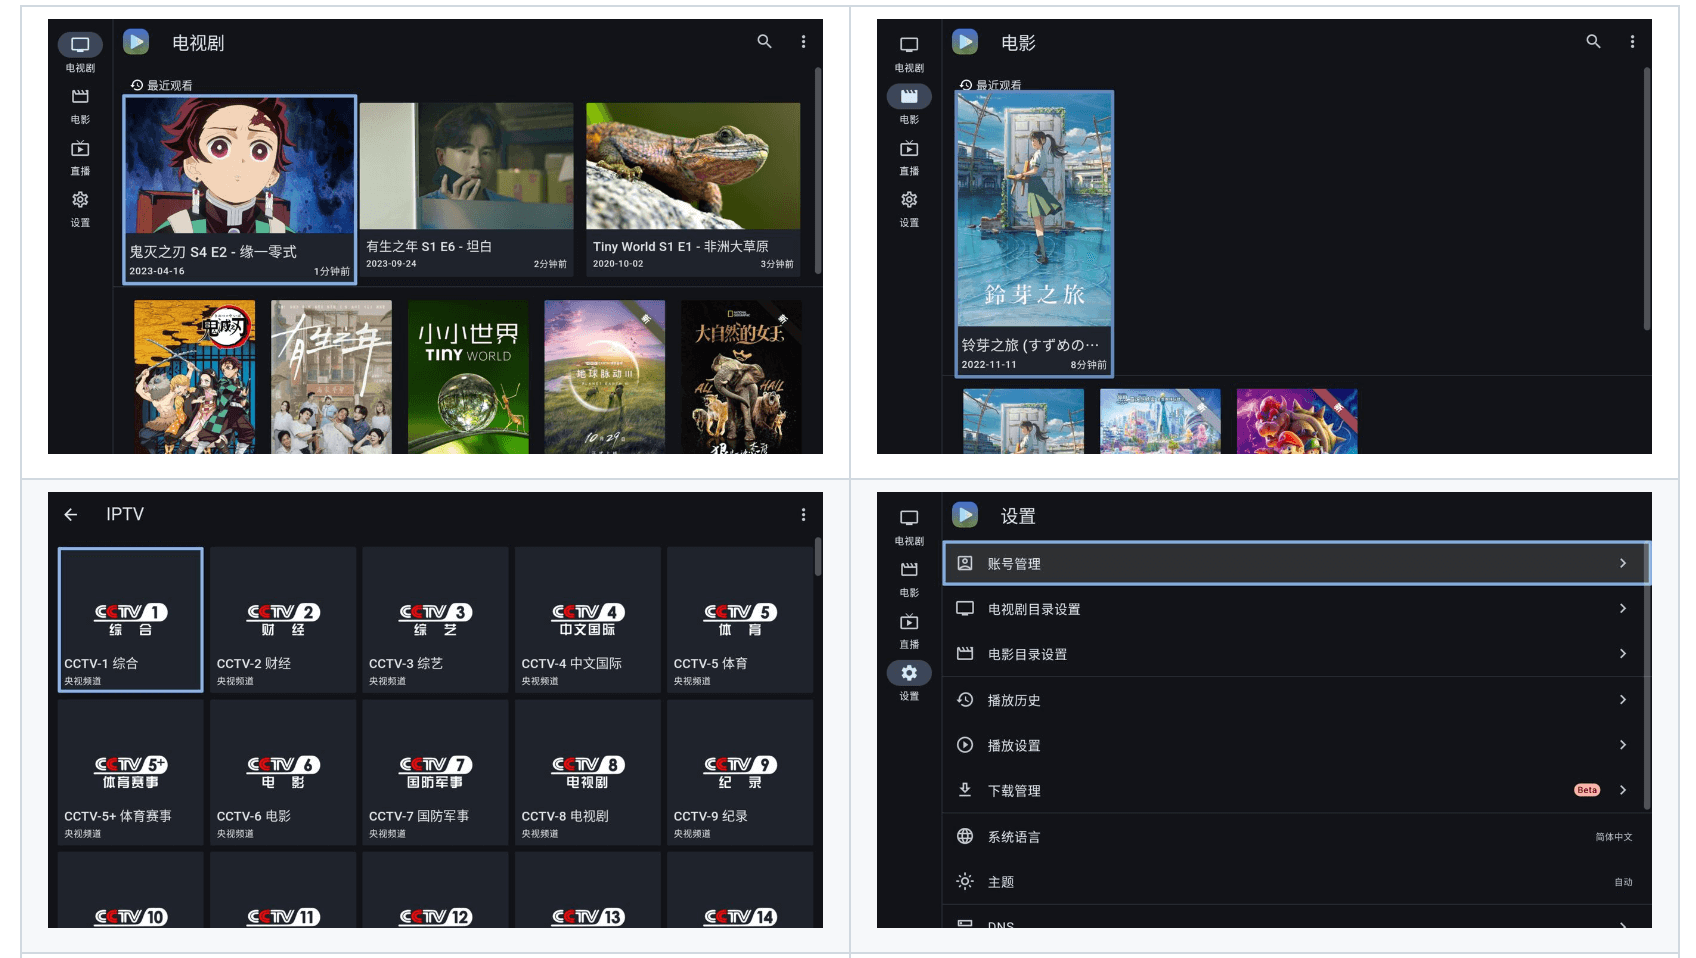 电视剧
电视剧
最近观看
电影
直播
设置
鬼灭之刃 S4 E2 - 缘一零式
2023-04-16
1分钟前
有生之年 S1 E6 - 坦白
2023-09-24
2分钟前
Tiny World S1 E1 - 非洲大草原
2020-10-02
3分钟前
鬼滅刃
有生之年
小小世界
TINY WORLD
新
地球脉动III
10月29日
新
NATIONAL GEOGRAPHIC
大自然的女王
ALL HAIL
电影
电视剧
最近观看
电影
直播
设置
鈴芽之旅
铃芽之旅 (すずめの…
2022-11-11
8分钟前
新
新
IPTV
CCTV 1
综 合
CCTV-1 综合
央视频道
CCTV 2
财 经
CCTV-2 财经
央视频道
CCTV 3
综 艺
CCTV-3 综艺
央视频道
CCTV 4
中文国际
CCTV-4 中文国际
央视频道
CCTV 5
体 育
CCTV-5 体育
央视频道
CCTV 5+
体育赛事
CCTV-5+ 体育赛事
央视频道
CCTV 6
电 影
CCTV-6 电影
央视频道
CCTV 7
国防军事
CCTV-7 国防军事
央视频道
CCTV 8
电视剧
CCTV-8 电视剧
央视频道
CCTV 9
纪 录
CCTV-9 纪录
央视频道
CCTV 10
CCTV 11
CCTV 12
CCTV 13
CCTV 14
设置
电视剧
电影
直播
设置
账号管理
电视剧目录设置
电影目录设置
播放历史
播放设置
下载管理
Beta
系统语言
简体中文
主题
自动
DNS